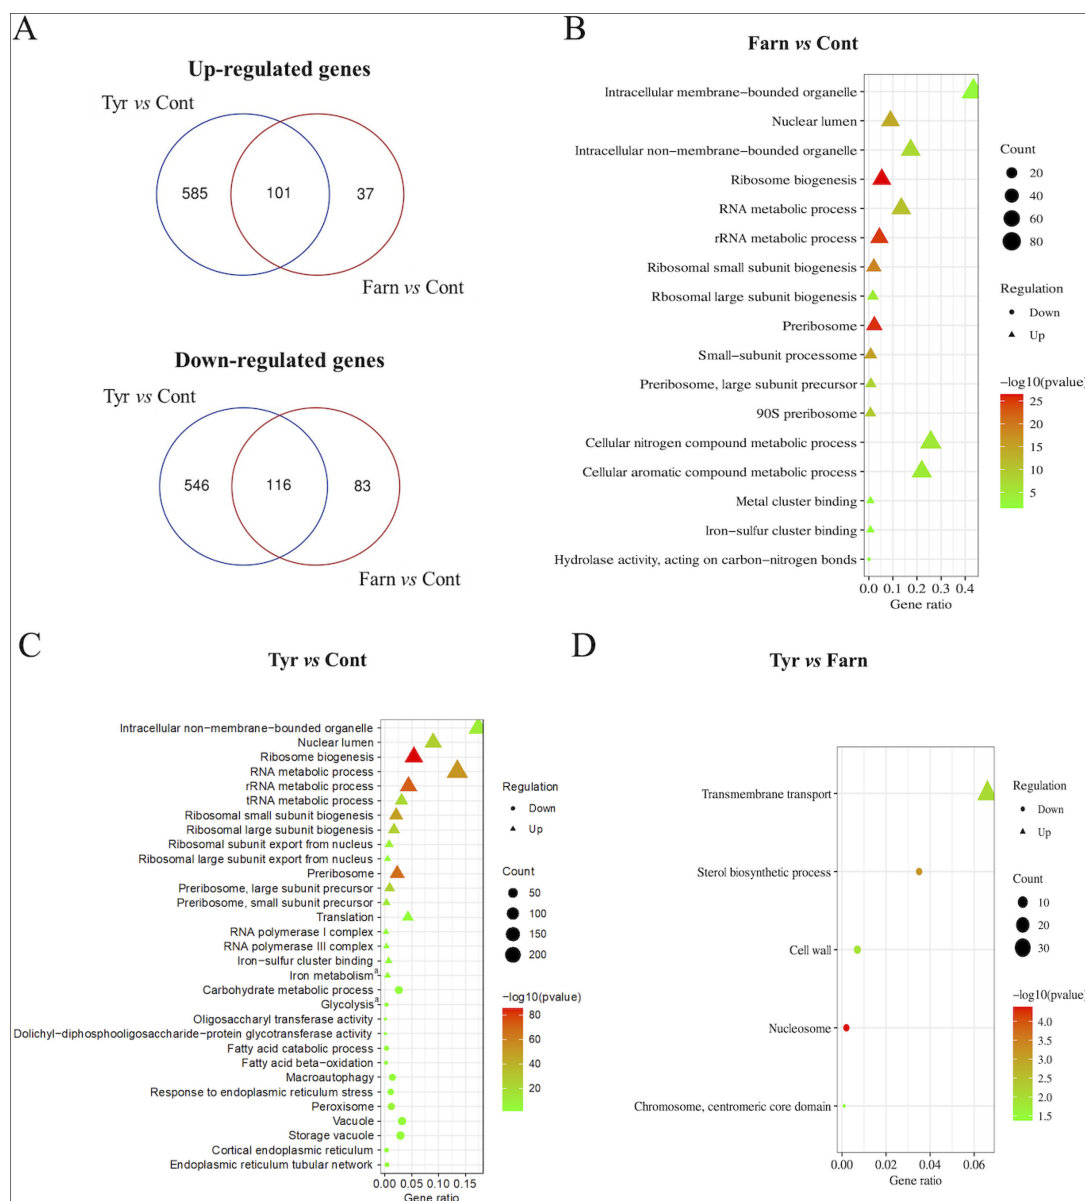 A
Up-regulated genes
Tyr vs Cont
585
101
37
Farn vs Cont
Down-regulated genes
Tyr vs Cont
546
116
83
Farn vs Cont
B
Farn vs Cont
Intracellular membrane−bounded organelle
Nuclear lumen
Intracellular non−membrane−bounded organelle
Ribosome biogenesis
RNA metabolic process
rRNA metabolic process
Ribosomal small subunit biogenesis
Rbosomal large subunit biogenesis
Preribosome
Small−subunit processome
Preribosome, large subunit precursor
90S preribosome
Cellular nitrogen compound metabolic process
Cellular aromatic compound metabolic process
Metal cluster binding
Iron−sulfur cluster binding
Hydrolase activity, acting on carbon−nitrogen bonds
0.0 0.1 0.2 0.3 0.4
Gene ratio
Count
20
40
60
80
Regulation
Down
Up
−log10(pvalue)
25
20
15
10
5
C
Tyr vs Cont
Intracellular non−membrane−bounded organelle
Nuclear lumen
Ribosome biogenesis
RNA metabolic process
rRNA metabolic process
tRNA metabolic process
Ribosomal small subunit biogenesis
Ribosomal large subunit biogenesis
Ribosomal subunit export from nucleus
Ribosomal large subunit export from nucleus
Preribosome
Preribosome, large subunit precursor
Preribosome, small subunit precursor
Translation
RNA polymerase I complex
RNA polymerase III complex
Iron−sulfur cluster binding
Iron metabolism a
Carbohydrate metabolic process
Glycolysis a
Oligosaccharyl transferase activity
Dolichyl−diphosphooligosaccharide−protein glycotransferase activity
Fatty acid catabolic process
Fatty acid beta−oxidation
Macroautophagy
Response to endoplasmic reticulum stress
Peroxisome
Vacuole
Storage vacuole
Cortical endoplasmic reticulum
Endoplasmic reticulum tubular network
0.00 0.05 0.10 0.15
Gene ratio
Regulation
Down
Up
Count
50
100
150
200
−log10(pvalue)
80
60
40
20
D
Tyr vs Farn
Transmembrane transport
Sterol biosynthetic process
Cell wall
Nucleosome
Chromosome, centromeric core domain
0.00 0.02 0.04 0.06
Gene ratio
Regulation
Down
Up
Count
10
20
30
−log10(pvalue)
4.0
3.5
3.0
2.5
2.0
1.5